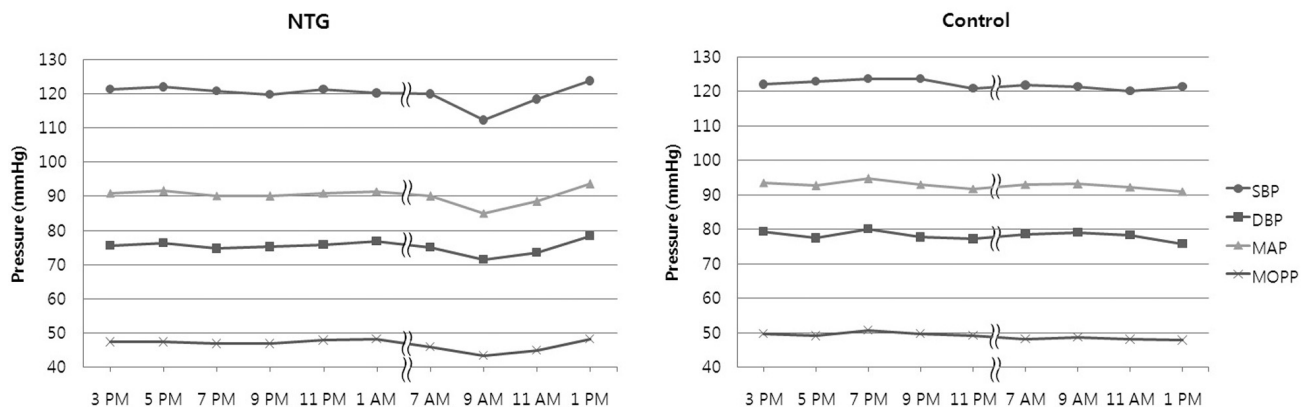 NTG
Pressure (mmHg)
130
120
110
100
90
80
70
60
50
40
3 PM 5 PM 7 PM 9 PM 11 PM 1 AM 7 AM 9 AM 11 AM 1 PM
Control
Pressure (mmHg)
130
120
110
100
90
80
70
60
50
40
3 PM 5 PM 7 PM 9 PM 11 PM 7 AM 9 AM 11 AM 1 PM
SBP
DBP
MAP
MOPP